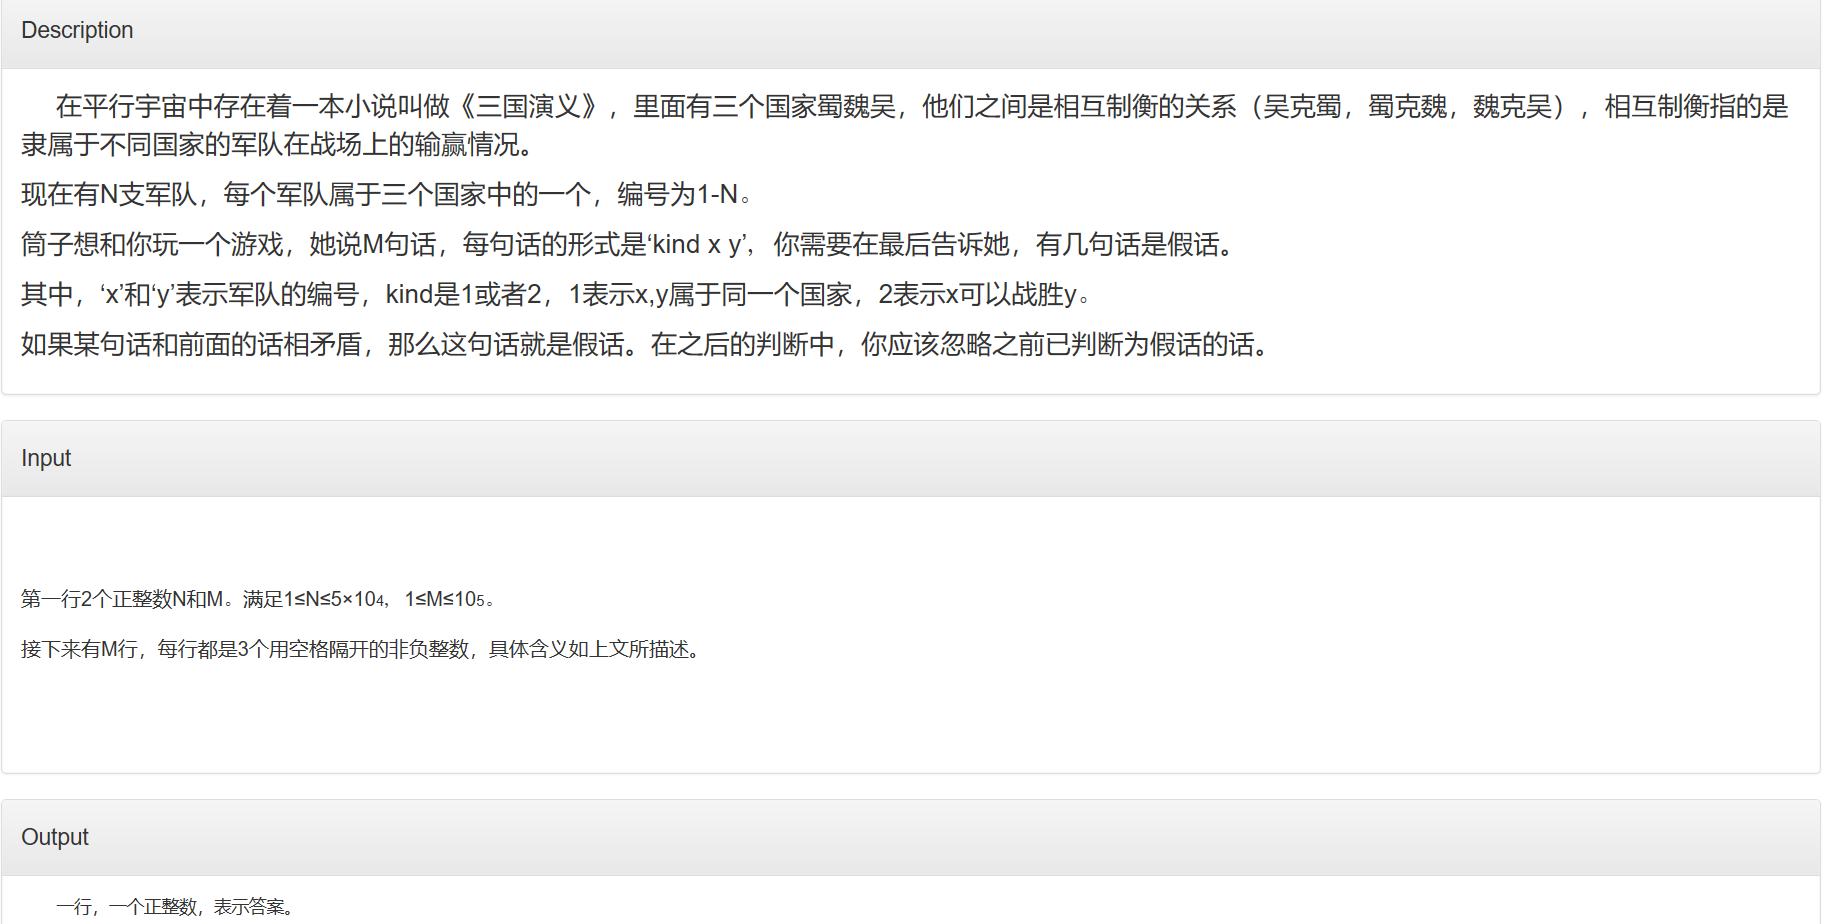 Description
在平行宇宙中存在着一本小说叫做《三国演义》，里面有三个国家蜀魏吴，他们之间是相互制衡的关系（吴克蜀，蜀克魏，魏克吴），相互制衡指的是
隶属于不同国家的军队在战场上的输赢情况。
现在有N支军队，每个军队属于三个国家中的一个，编号为1-N。
筒子想和你玩一个游戏，她说M句话，每句话的形式是‘kind x y’，你需要在最后告诉她，有几句话是假话。
其中，‘x’和‘y’表示军队的编号，kind是1或者2，1表示x,y属于同一个国家，2表示x可以战胜y。
如果某句话和前面的话相矛盾，那么这句话就是假话。在之后的判断中，你应该忽略之前已判断为假话的话。
Input
第一行2个正整数N和M。满足1≤N≤5×104，1≤M≤105。
接下来有M行，每行都是3个用空格隔开的非负整数，具体含义如上文所描述。
Output
一行，一个正整数，表示答案。